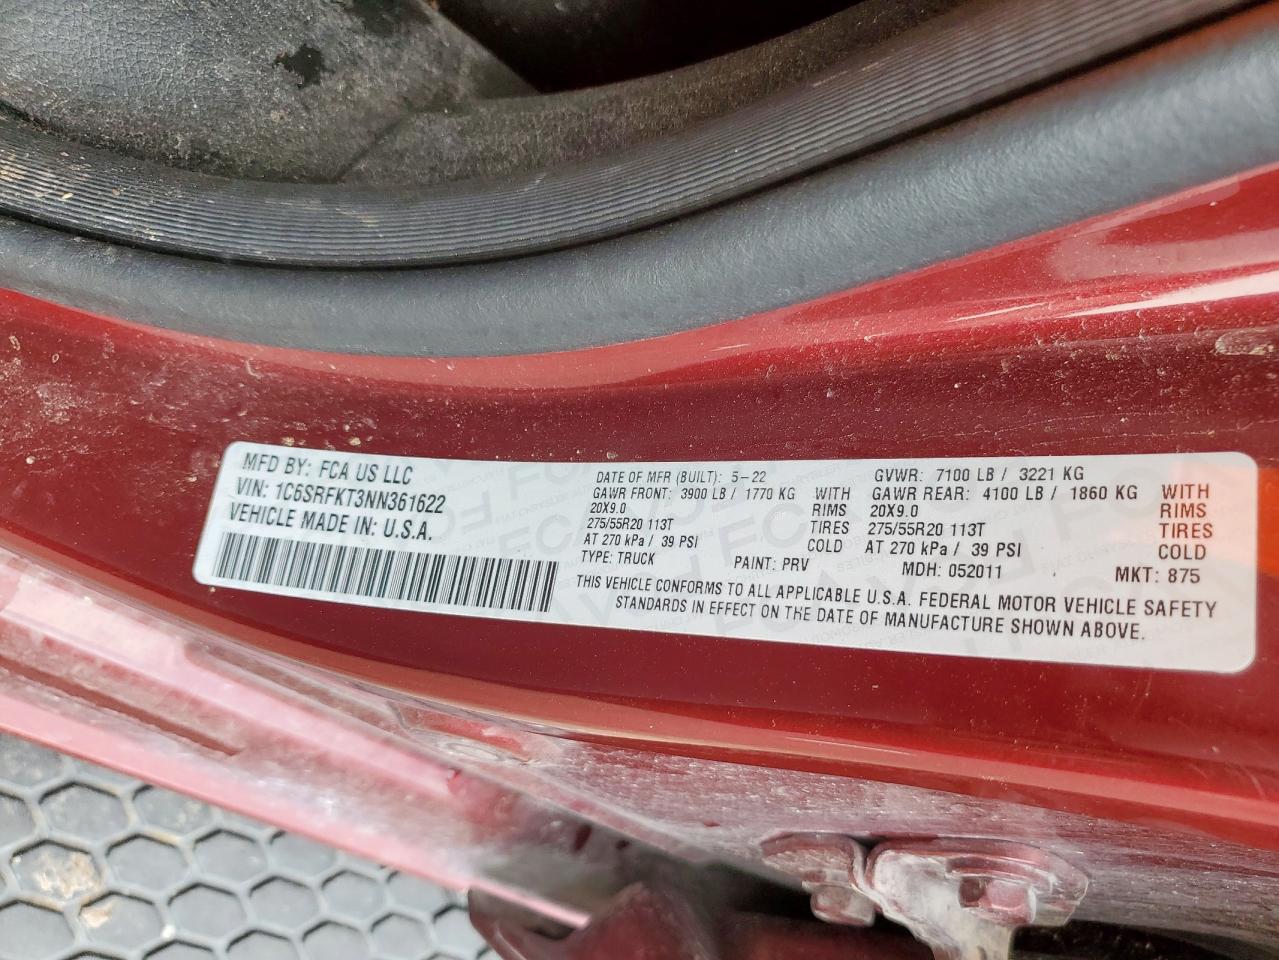 MFD BY: FCA US LLC
VIN: 1C6SRFKT3NN361622
VEHICLE MADE IN: U.S.A.
DATE OF MFR (BUILT): 5-22 GVWR: 7100 LB / 3221 KG
GAWR FRONT: 3900 LB/ 1770 KG WITH GAWR REAR: 4100 LB / 1860 KG WITH
20X9.0 RIMS 20X9.0 RIMS
275/55R20 113T TIRES 275/55R20 113T TIRES
AT 270 kPa / 39 PSI COLD AT 270 kPa / 39 PSI COLD
TYPE: TRUCK PAINT: PRV MDH: 052011 MKT: 875
THIS VEHICLE CONFORMS TO ALL APPLICABLE U.S.A. FEDERAL MOTOR VEHICLE SAFETY
STANDARDS IN EFFECT ON THE DATE OF MANUFACTURE SHOWN ABOVE.